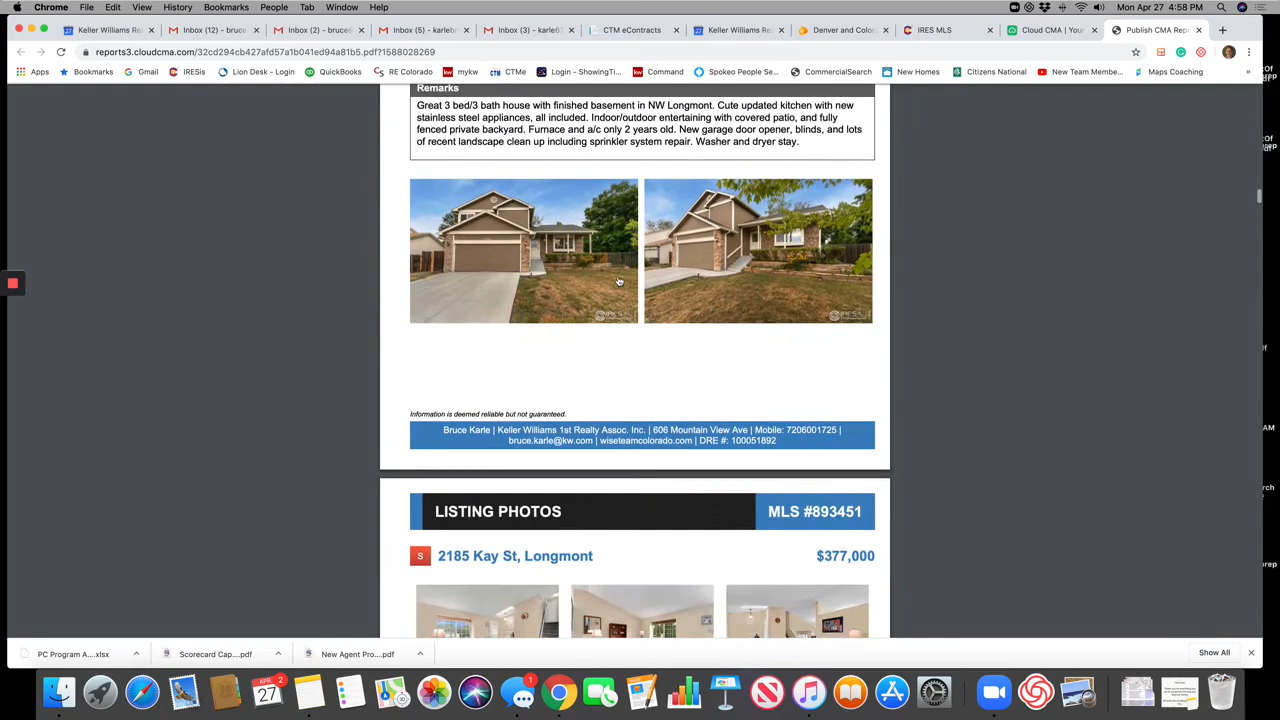 Chrome File Edit View History Bookmarks People Tab Window Help Mon Apr 27 4:58 PM
Keller Williams Re Inbox (12) - bruce Inbox (2) - bruce Inbox (5) - karlebr Inbox (3) - karle6 CTM eContracts Keller Williams Re Denver and Color IRES MLS Cloud CMA | Your Publish CMA Repo
reports3.cloudcma.com/32cd294cb427afd57a1b041ed94a81b5.pdf?1588028269
Apps Bookmarks Gmail IRESis Lion Desk - Login QuickBooks RE Colorado mykw CTMe Login - ShowingTi... Command Spoken People Se... CommercialSearch New Homes Citizens National New Team Membe... Maps Coaching »
Remarks
Great 3 bed/3 bath house with finished basement in NW Longmont. Cute updated kitchen with new
stainless steel appliances, all included. Indoor/outdoor entertaining with covered patio, and fully
fenced private backyard. Furnace and a/c only 2 years old. New garage door opener, blinds, and lots
of recent landscape clean up including sprinkler system repair. Washer and dryer stay.
Information is deemed reliable but not guaranteed.
Bruce Karle | Keller Williams 1st Realty Assoc. Inc. | 606 Mountain View Ave | Mobile: 7206001725 |
bruce.karle@kw.com | wiseteamcolorado.com | DRE #: 100051892
LISTING PHOTOS MLS #893451
S 2185 Kay St, Longmont $377,000
PC Program A....xlsx Scorecard Cap....pdf New Agent Pro....pdf Show All